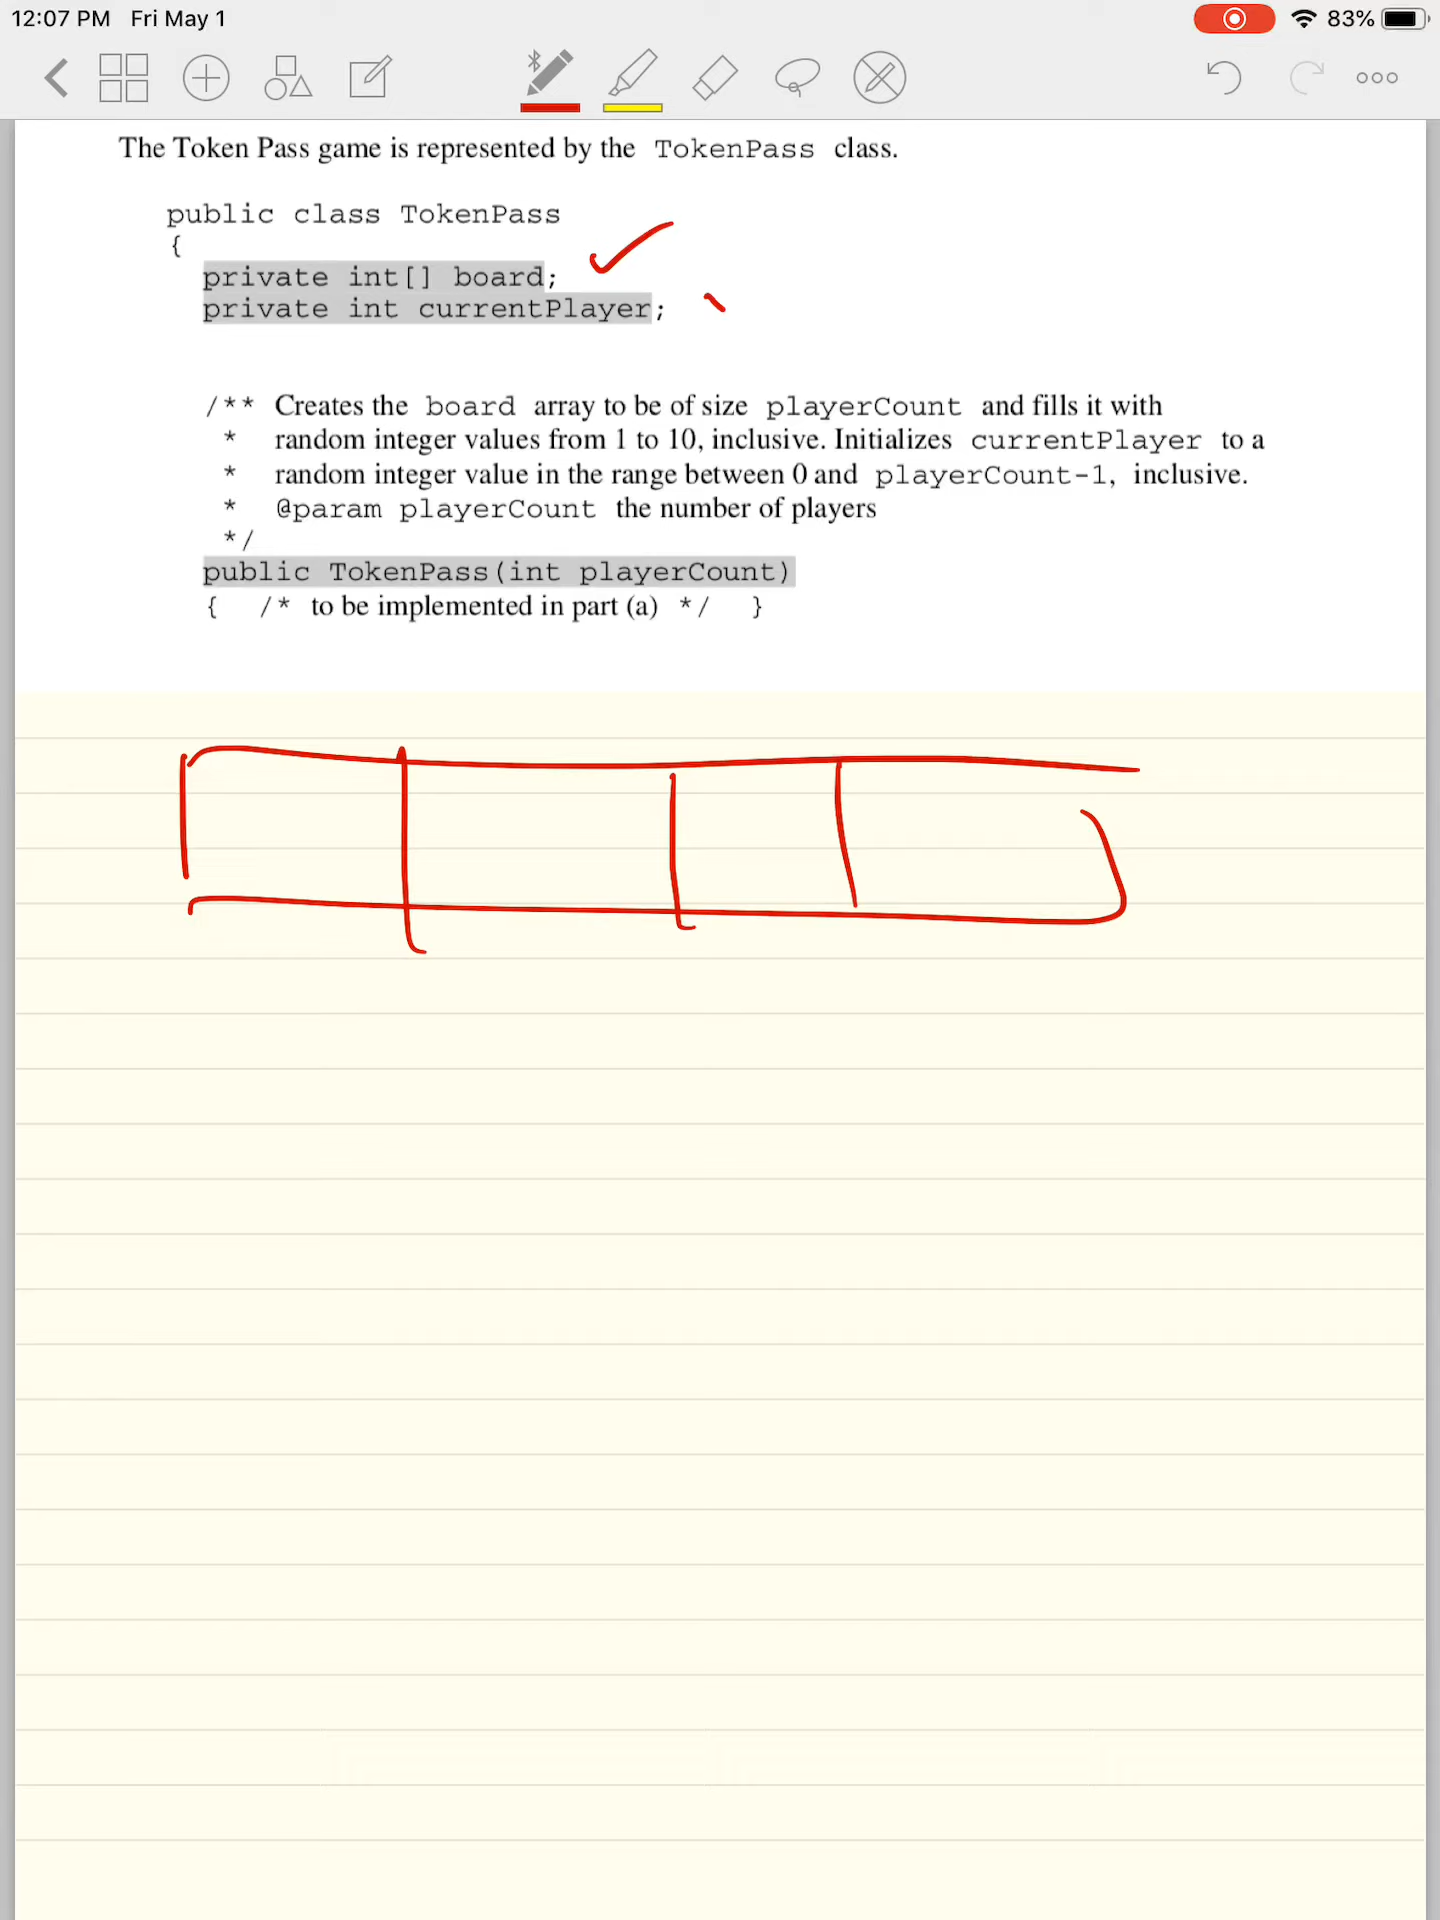 12:07 PM Fri May 1 83%
The Token Pass game is represented by the TokenPass class.
public class TokenPass
{
private int[] board;
private int currentPlayer;
/** Creates the board array to be of size playerCount and fills it with
* random integer values from 1 to 10, inclusive. Initializes currentPlayer to a
* random integer value in the range between 0 and playerCount-1, inclusive.
* @param playerCount the number of players
*/
public TokenPass(int playerCount)
{ /* to be implemented in part (a) */ }